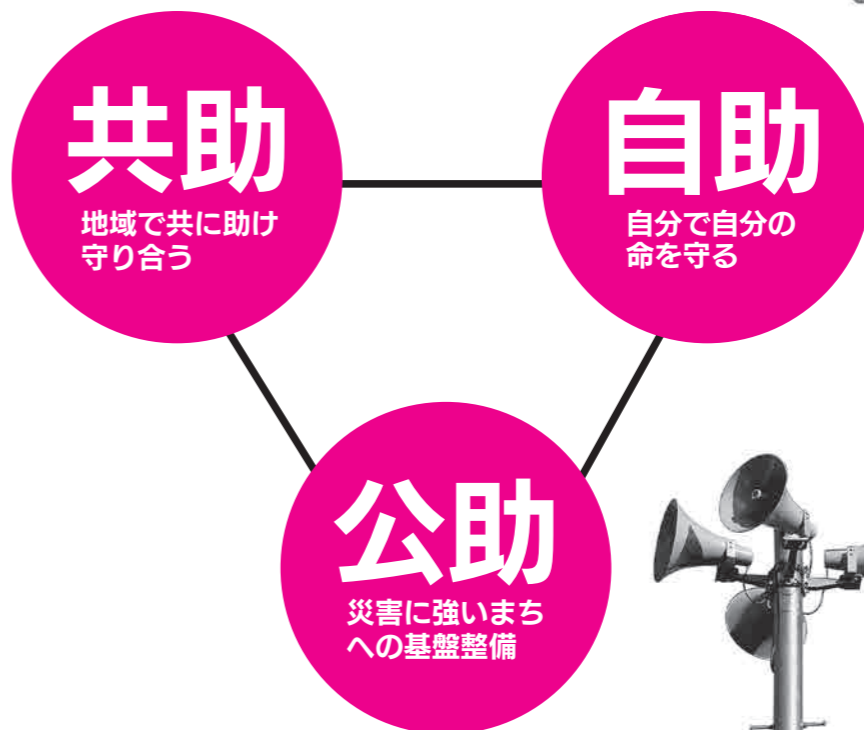 共助
地域で共に助け
守り合う
自助
自分で自分の
命を守る
公助
災害に強いまち
への基盤整備